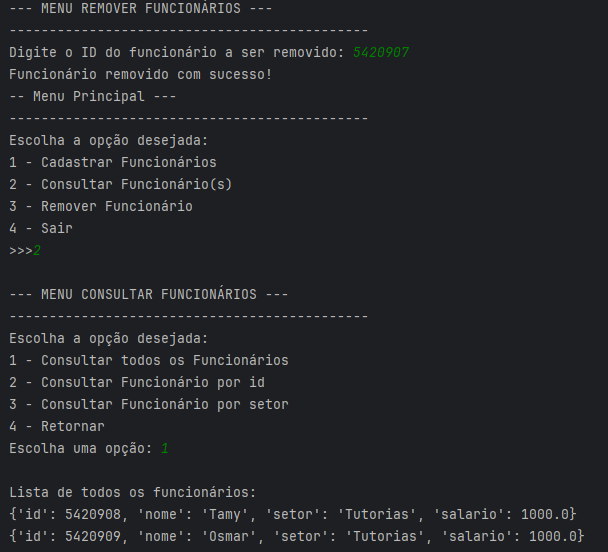 --- MENU REMOVER FUNCIONÁRIOS ---
---------------------------------------------
Digite o ID do funcionário a ser removido: 5420907
Funcionário removido com sucesso!
-- Menu Principal ---
---------------------------------------------
Escolha a opção desejada:
1 - Cadastrar Funcionários
2 - Consultar Funcionário(s)
3 - Remover Funcionário
4 - Sair
>>>2
--- MENU CONSULTAR FUNCIONÁRIOS ---
---------------------------------------------
Escolha a opção desejada:
1 - Consultar todos os Funcionários
2 - Consultar Funcionário por id
3 - Consultar Funcionário por setor
4 - Retornar
Escolha uma opção: 1
Lista de todos os funcionários:
{'id': 5420908, 'nome': 'Tamy', 'setor': 'Tutorias', 'salario': 1000.0}
{'id': 5420909, 'nome': 'Osmar', 'setor': 'Tutorias', 'salario': 1000.0}